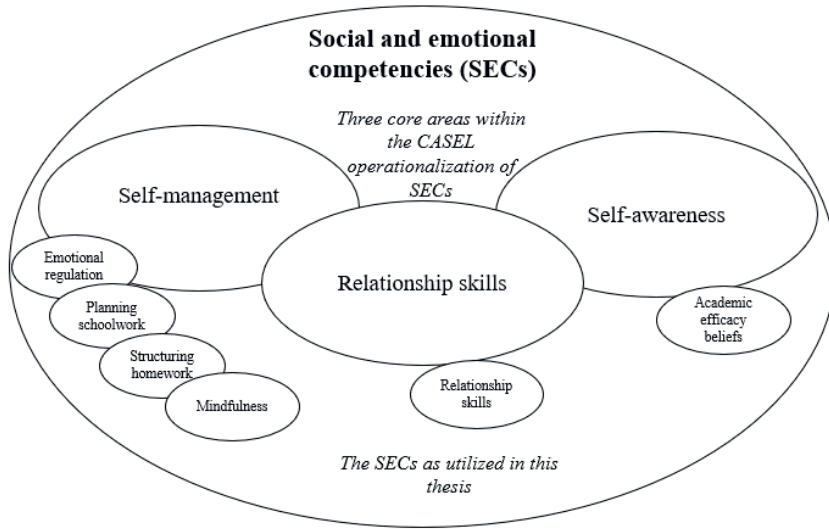 Social and emotional
competencies (SECs)
Three core areas within
the CASEL
operationalization of
SECs
Self-management
Self-awareness
Relationship skills
Emotional
regulation
Planning
schoolwork
Structuring
homework
Mindfulness
Relationship
skills
Academic
efficacy
beliefs
The SECs as utilized in this
thesis